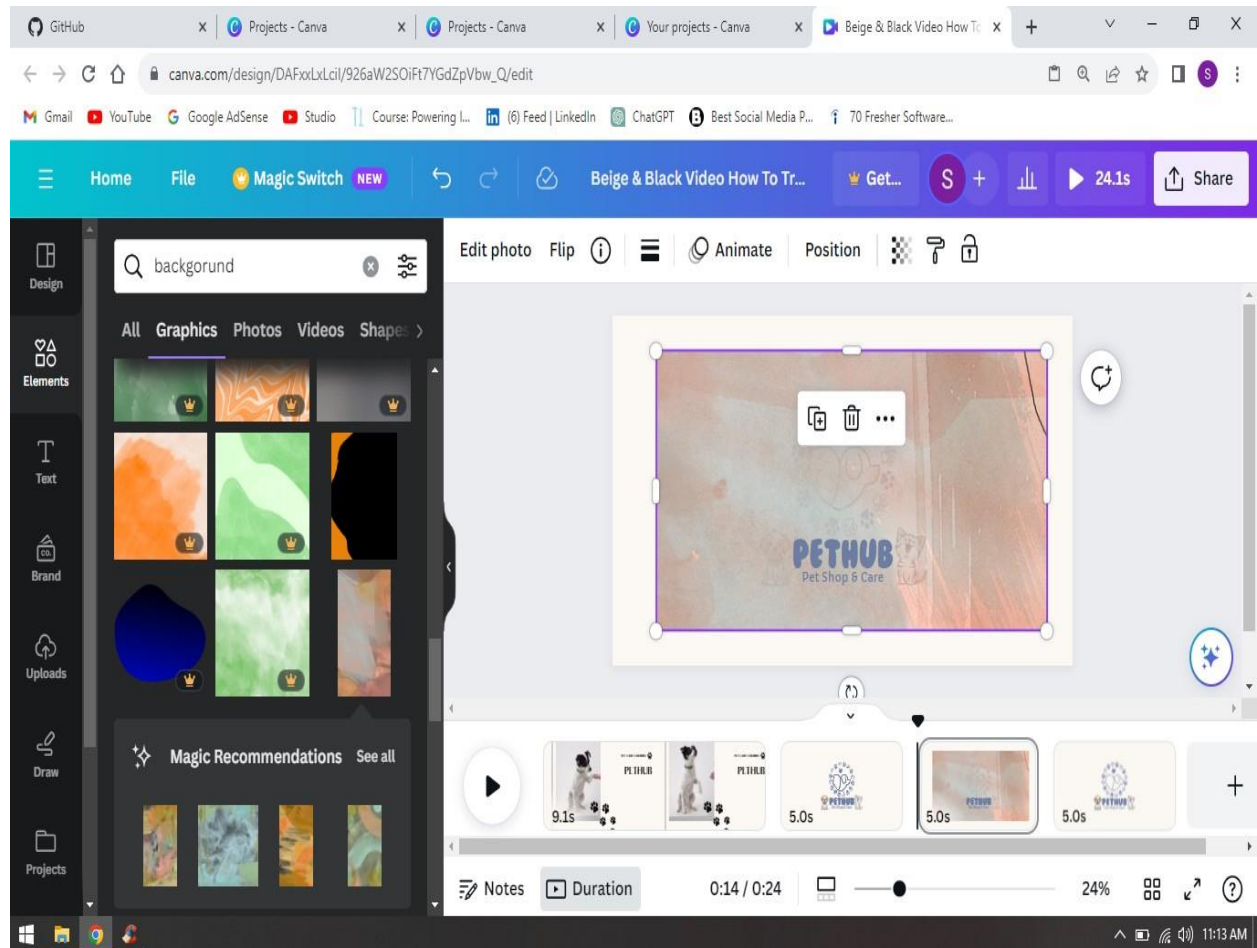 GitHub
Projects - Canva
Projects - Canva
Your projects - Canva
Beige & Black Video How To
canva.com/design/DAFxxLxLciI/926aW2SOiFt7YGdZpVbw_Q/edit
S
Gmail YouTube Google AdSense Studio Course: Powering I... (6) Feed | LinkedIn ChatGPT Best Social Media P... 70 Fresher Software...
Home File Magic Switch NEW Beige & Black Video How To Tr... Get... S + 24.1s Share
Design
Elements
Text
Brand
Uploads
Draw
Projects
backgorund
All Graphics Photos Videos Shapes
Magic Recommendations See all
Edit photo Flip Animate Position
PETHUB
Pet Shop & Care
9.1s
PETHUB
PETHUB
5.0s
PETHUB
5.0s
PETHUB
5.0s
PETHUB
Notes Duration 0:14 / 0:24 24%
11:13 AM